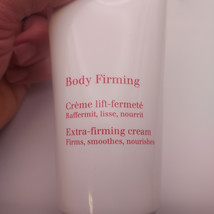 Body Firming
Crème lift-fermeté
Raffermit, lisse, nourrit
Extra-firming cream
Firms, smoothes, nourishes